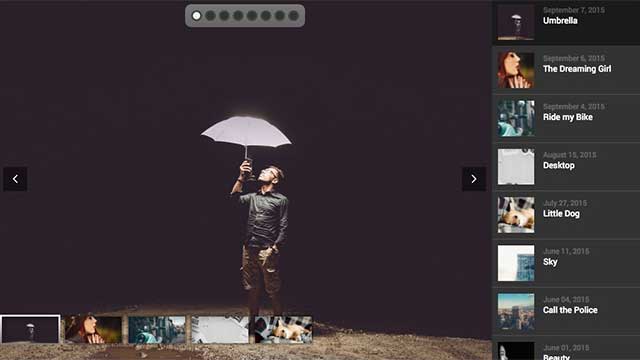 September 7, 2015
Umbrella
September 6, 2015
The Dreaming Girl
September 4, 2015
Ride my Bike
August 15, 2015
Desktop
July 27, 2015
Little Dog
June 11, 2015
Sky
June 04, 2015
Call the Police
June 01, 2015
Beauty